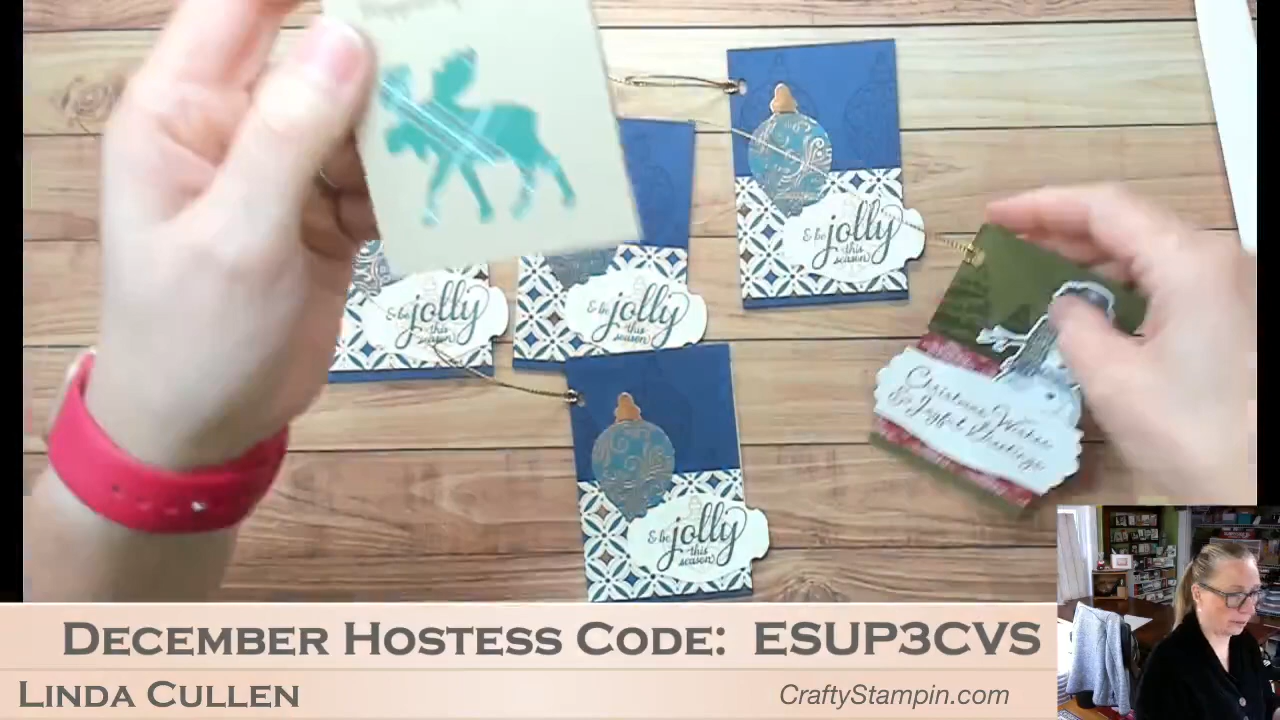 & be jolly
this
season
& be jolly
this
season
& be jolly
this
season
Christmas Wishes
& Joyful Greetings
& be jolly
this
season
DECEMBER HOSTESS CODE: ESUP3CVS
LINDA CULLEN
CraftyStampin.com